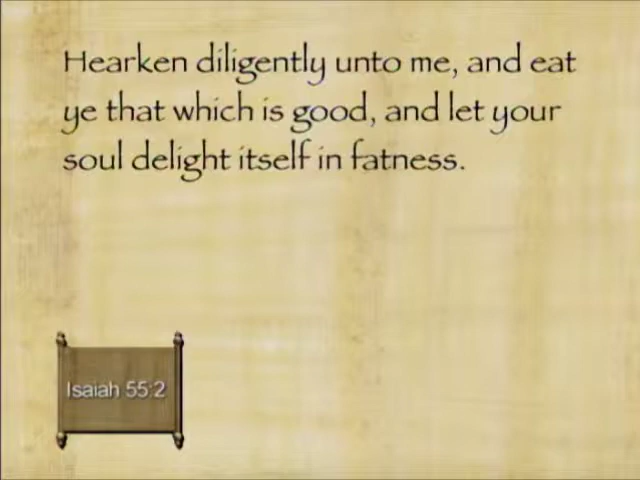 Hearken diligently unto me, and eat
ye that which is good, and let your
soul delight itself in fatness.
Isaiah 55:2